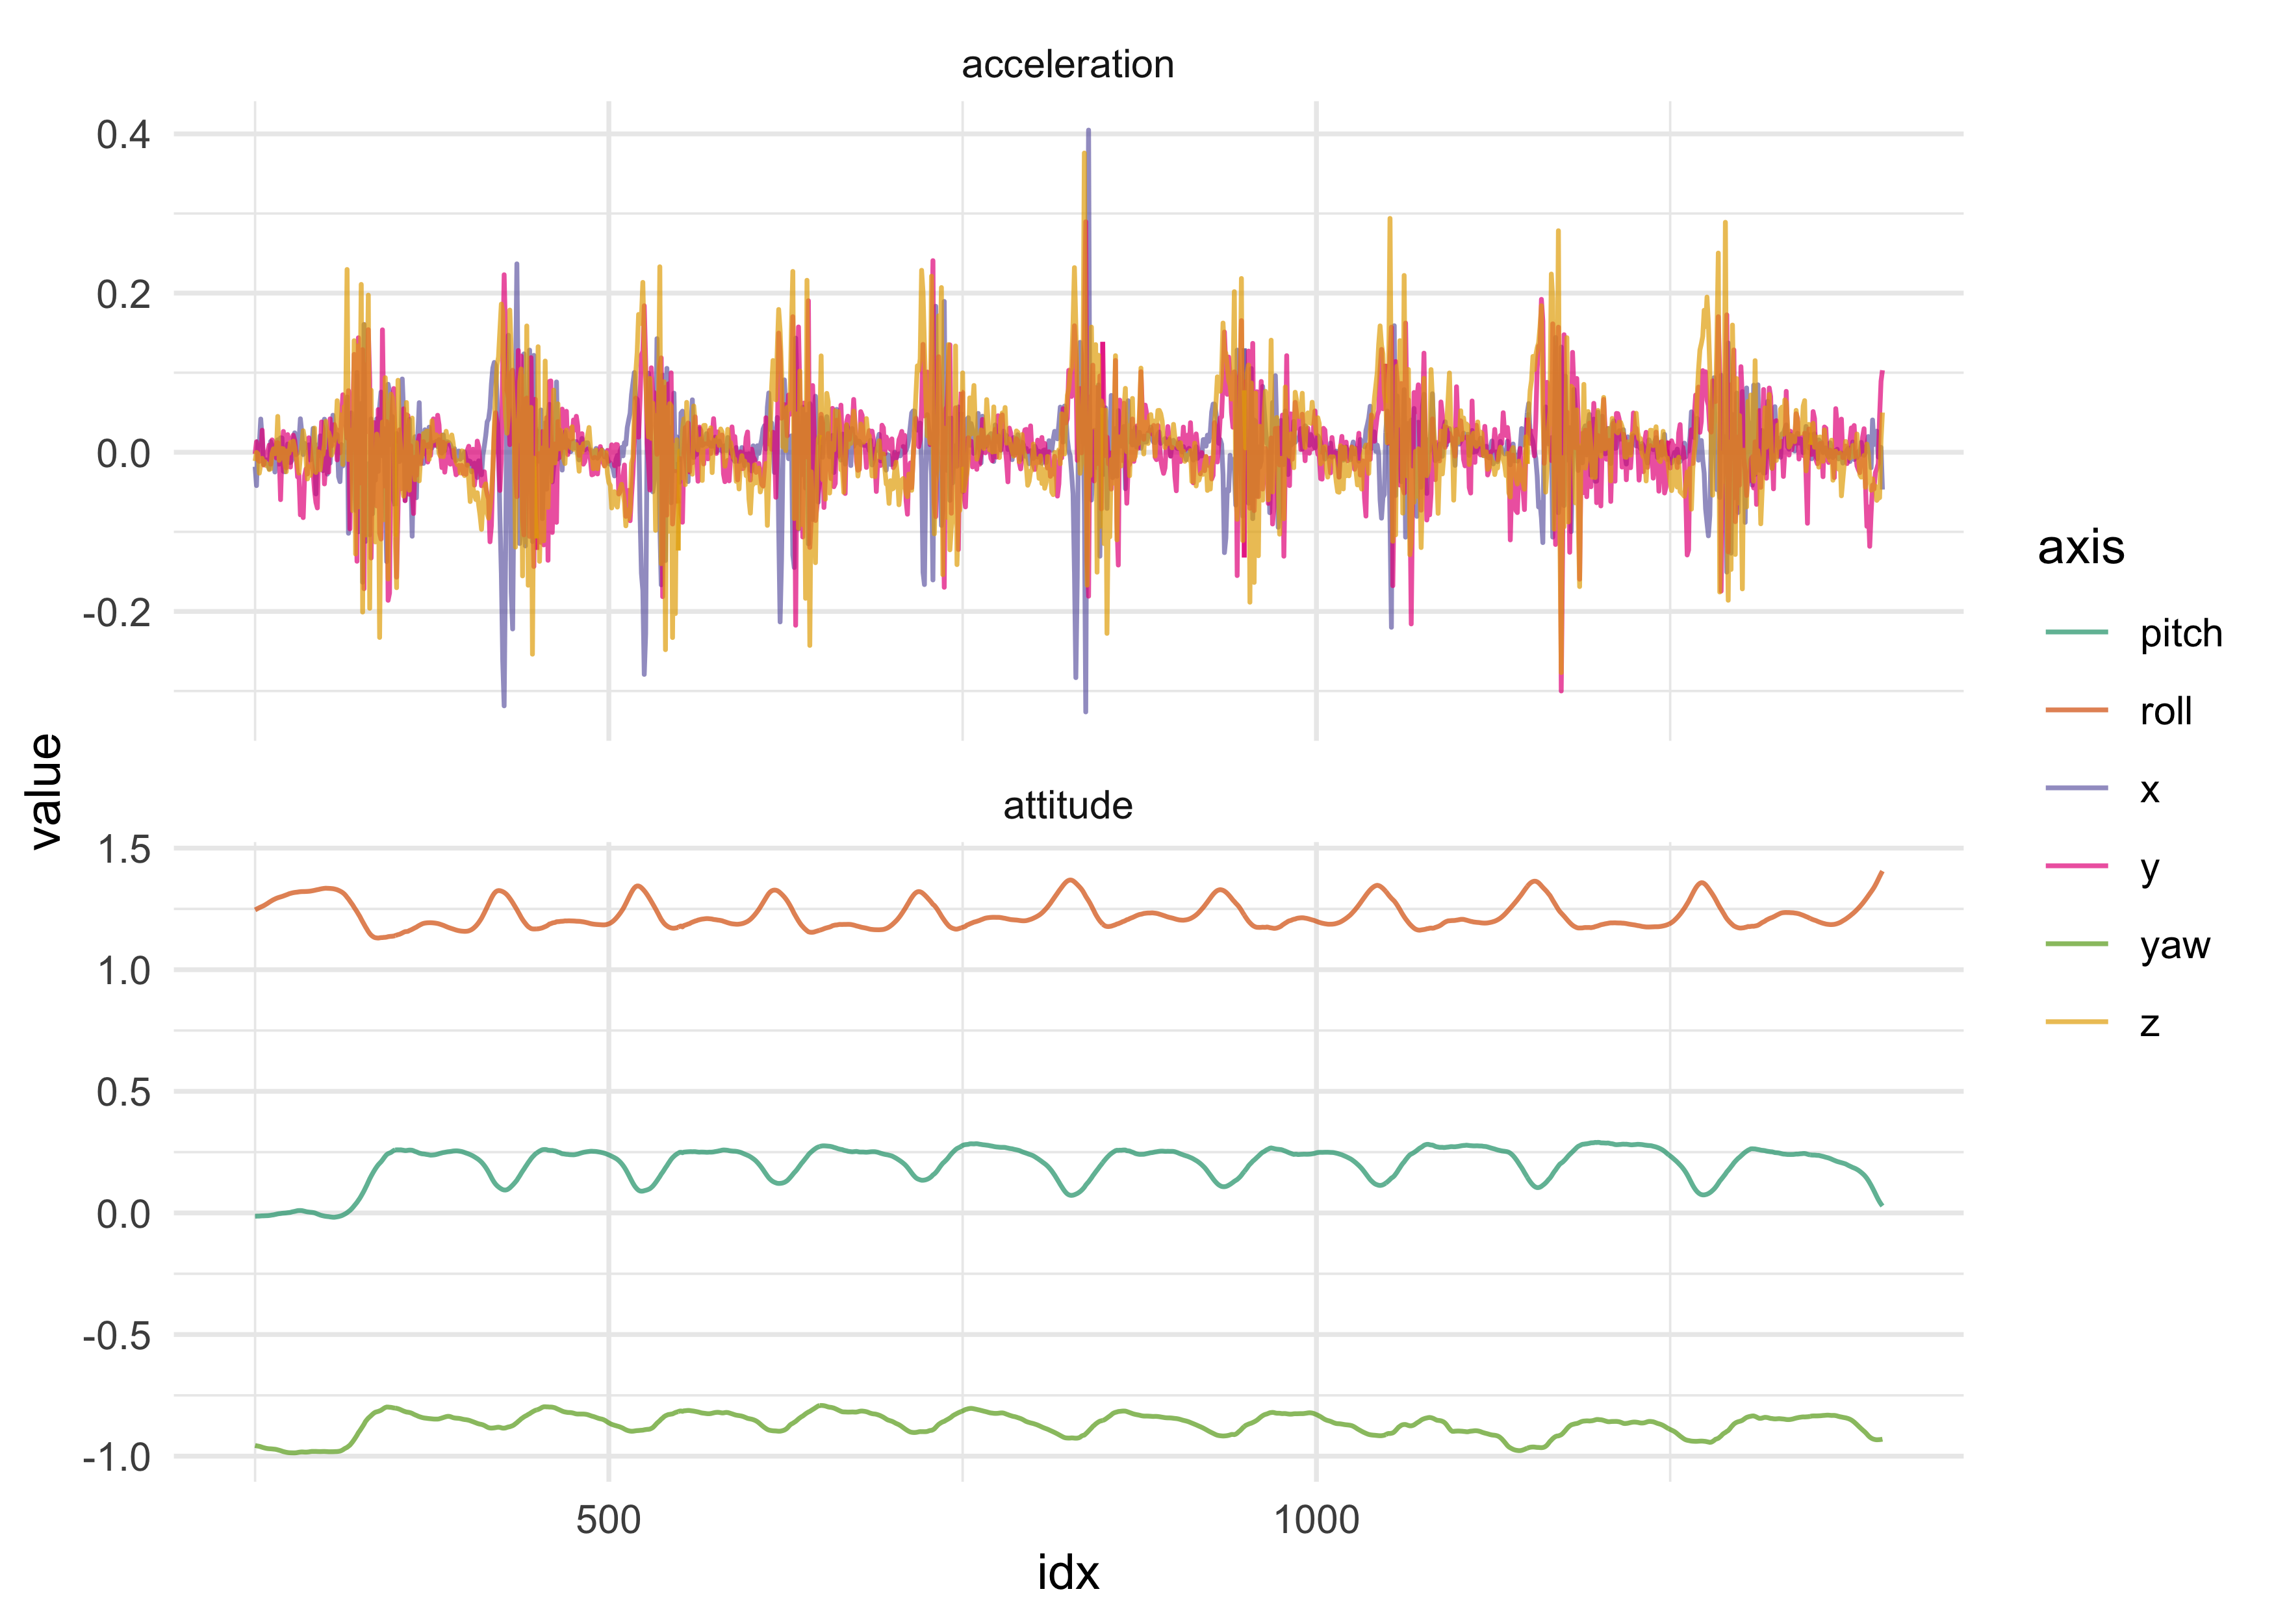 acceleration
0.4
0.2
0.0
-0.2
value
attitude
1.5
1.0
0.5
0.0
-0.5
-1.0
500
1000
idx
axis
pitch
roll
x
y
yaw
z